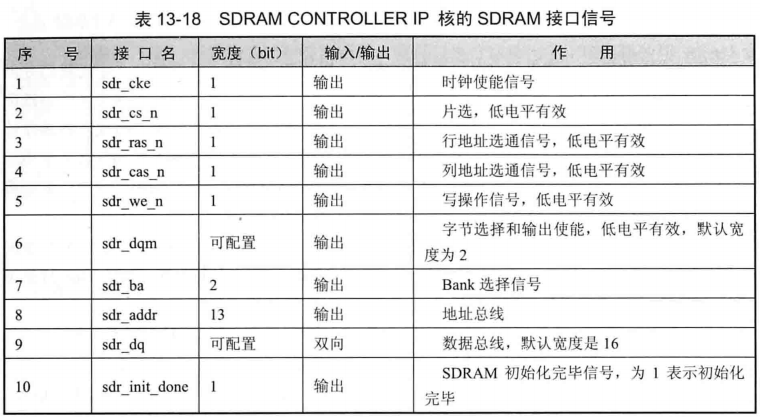 表 13-18 SDRAM CONTROLLER IP 核的 SDRAM 接口信号
序 号 接 口 名 宽度（bit） 输入/输出 作 用
1 sdr_cke 1 输出 时钟使能信号
2 sdr_cs_n 1 输出 片选，低电平有效
3 sdr_ras_n 1 输出 行地址选通信号，低电平有效
4 sdr_cas_n 1 输出 列地址选通信号，低电平有效
5 sdr_we_n 1 输出 写操作信号，低电平有效
6 sdr_dqm 可配置 输出 字节选择和输出使能，低电平有效，默认宽
度为 2
7 sdr_ba 2 输出 Bank 选择信号
8 sdr_addr 13 输出 地址总线
9 sdr_dq 可配置 双向 数据总线，默认宽度是 16
10 sdr_init_done 1 输出 SDRAM 初始化完毕信号，为 1 表示初始化
完毕